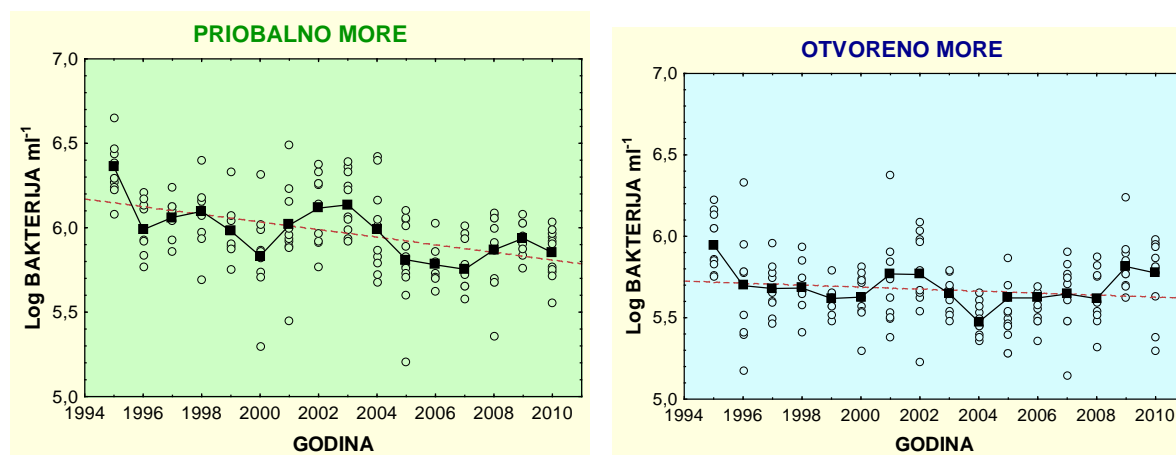 PRIOBALNO MORE
7,0
6,5
6,0
5,5
5,0
Log BAKTERIJA ml-1
1994 1996 1998 2000 2002 2004 2006 2008 2010
GODINA
OTVORENO MORE
7,0
6,5
6,0
5,5
5,0
Log BAKTERIJA ml-1
1994 1996 1998 2000 2002 2004 2006 2008 2010
GODINA